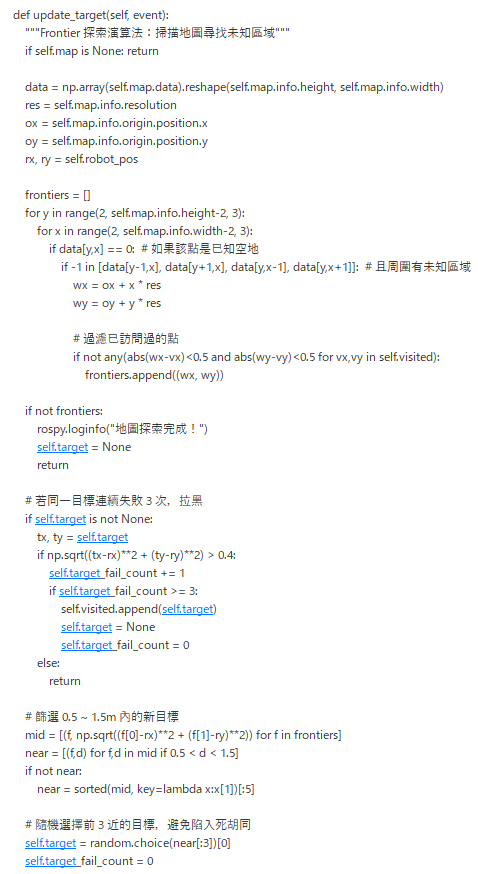 def update_target(self, event):
    """Frontier 探索演算法：掃描地圖尋找未知區域"""
    if self.map is None: return

    data = np.array(self.map.data).reshape(self.map.info.height, self.map.info.width)
    res = self.map.info.resolution
    ox = self.map.info.origin.position.x
    oy = self.map.info.origin.position.y
    rx, ry = self.robot_pos

    frontiers = []
    for y in range(2, self.map.info.height-2, 3):
        for x in range(2, self.map.info.width-2, 3):
            if data[y,x] == 0:  # 如果該點是已知空地
                if -1 in [data[y-1,x], data[y+1,x], data[y,x-1], data[y,x+1]]:  # 且周圍有未知區域
                    wx = ox + x * res
                    wy = oy + y * res

                    # 過濾已訪問過的點
                    if not any(abs(wx-vx)<0.5 and abs(wy-vy)<0.5 for vx,vy in self.visited):
                        frontiers.append((wx, wy))

    if not frontiers:
        rospy.loginfo("地圖探索完成！")
        self.target = None
        return

    # 若同一目標連續失敗 3 次，拉黑
    if self.target is not None:
        tx, ty = self.target
        if np.sqrt((tx-rx)**2 + (ty-ry)**2) > 0.4:
            self.target_fail_count += 1
            if self.target_fail_count >= 3:
                self.visited.append(self.target)
                self.target = None
                self.target_fail_count = 0
        else:
            return

    # 篩選 0.5 ~ 1.5m 內的新目標
    mid = [(f, np.sqrt((f[0]-rx)**2 + (f[1]-ry)**2)) for f in frontiers]
    near = [(f,d) for f,d in mid if 0.5 < d < 1.5]
    if not near:
        near = sorted(mid, key=lambda x:x[1])[:5]

    # 隨機選擇前 3 近的目標，避免陷入死胡同
    self.target = random.choice(near[:3])[0]
    self.target_fail_count = 0